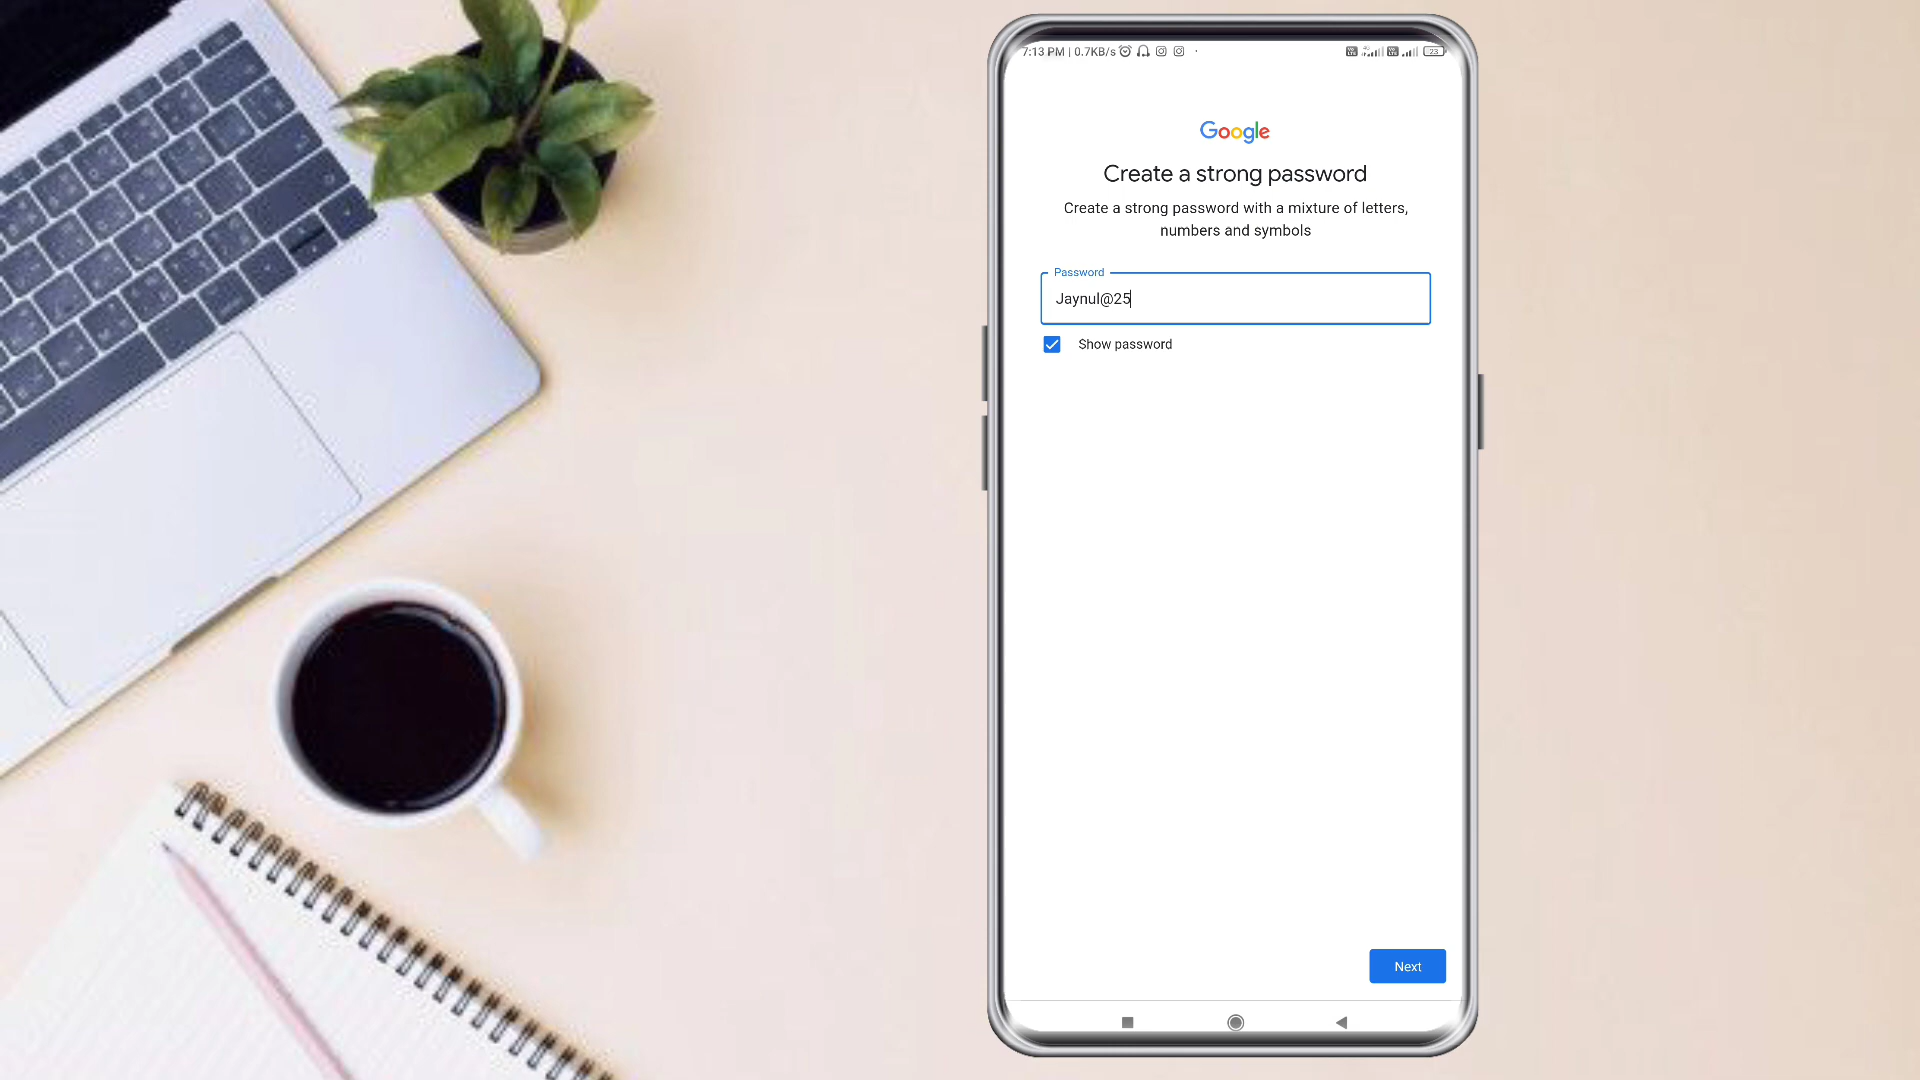 7:13 PM | 0.7KB/s
23
Google
Create a strong password
Create a strong password with a mixture of letters,
numbers and symbols
Password
Jaynul@25
Show password
Next